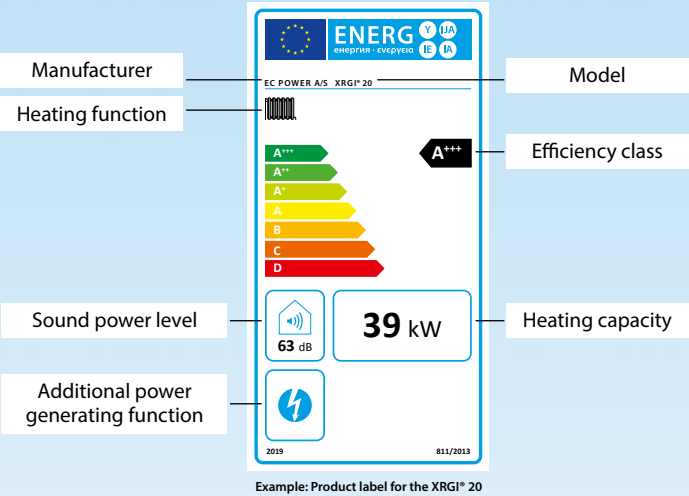 ENERG Y IJA
енергия · ενεργεια IE IA
Manufacturer
EC POWER A/S XRGI® 20
Model
Heating function
A+++
A+++
Efficiency class
A++
A+
A
B
C
D
Sound power level
63 dB
39 kW
Heating capacity
Additional power
generating function
2019
811/2013
Example: Product label for the XRGI® 20